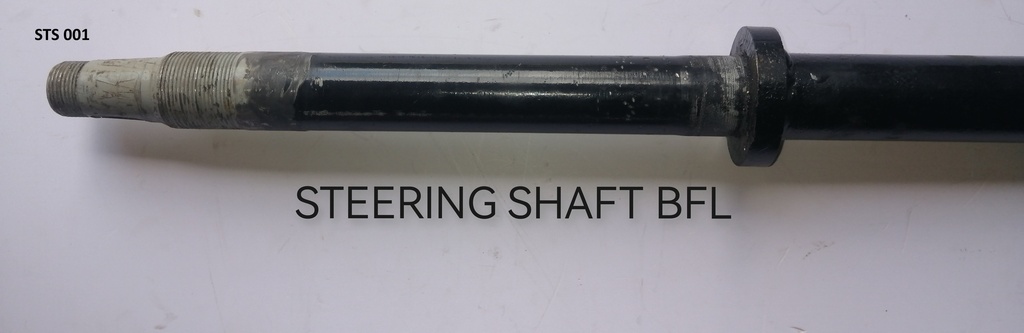 STS 001
STEERING SHAFT BFL